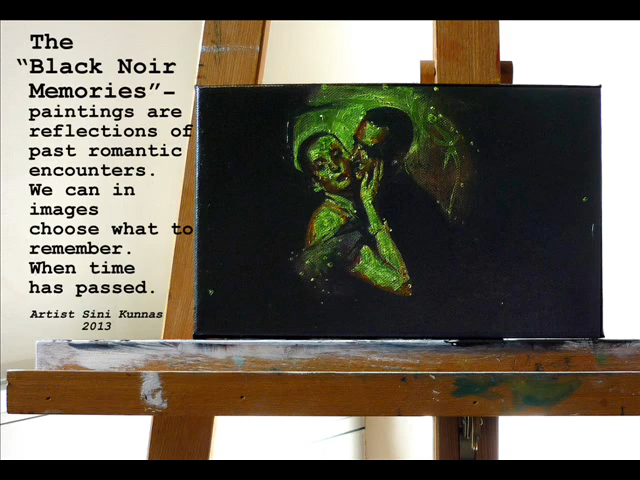 The
“Black Noir
Memories”-
paintings are
reflections of
past romantic
encounters.
We can in
images
choose what to
remember.
When time
has passed.
Artist Sini Kunnas
2013